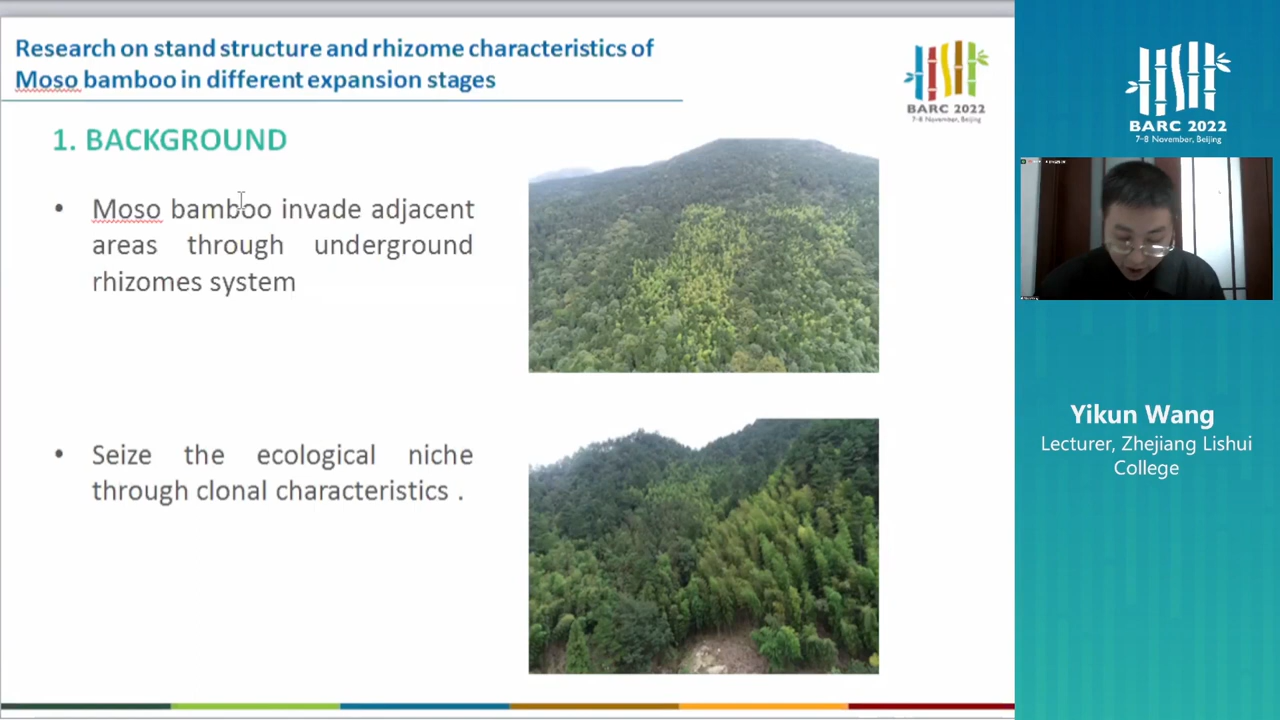 Research on stand structure and rhizome characteristics of
Moso bamboo in different expansion stages
BARC 2022
7-8 November, Beijing
1. BACKGROUND
• Moso bamboo invade adjacent
areas through underground
rhizomes system
• Seize the ecological niche
through clonal characteristics .
BARC 2022
7-8 November, Beijing
Yikun Wang
Lecturer, Zhejiang Lishui
College